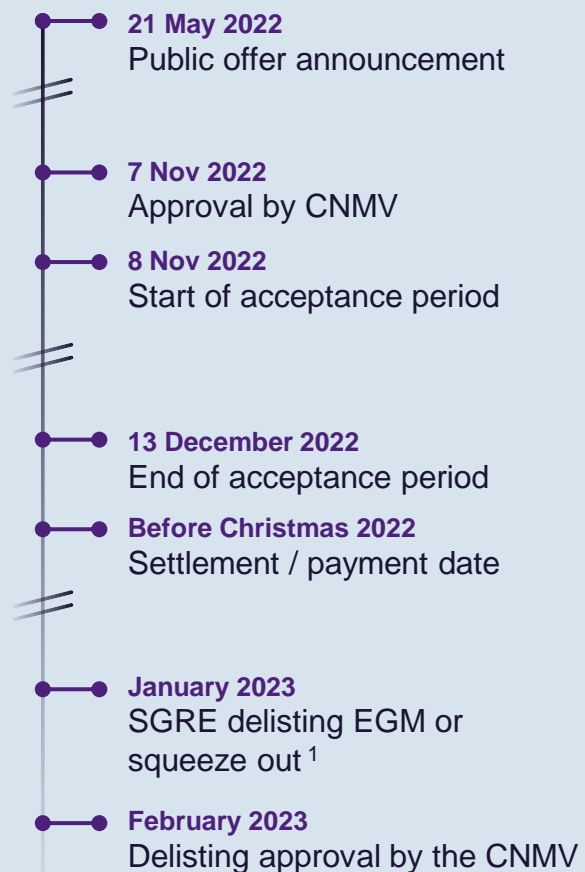 21 May 2022
Public offer announcement
7 Nov 2022
Approval by CNMV
8 Nov 2022
Start of acceptance period
13 December 2022
End of acceptance period
Before Christmas 2022
Settlement / payment date
January 2023
SGRE delisting EGM or
squeeze out 1
February 2023
Delisting approval by the CNMV